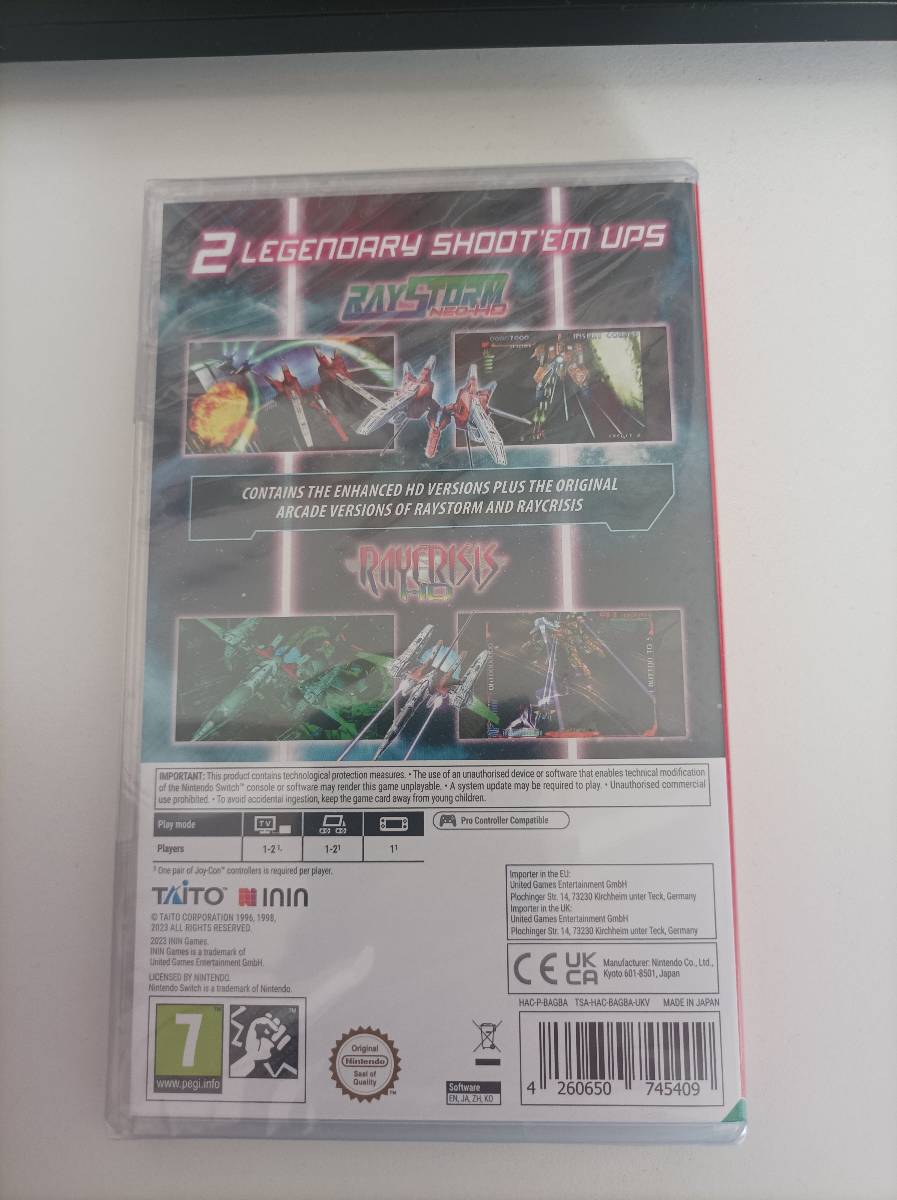 2 LEGENDARY SHOOT'EM UPS
RAYSTORM
NEO-HD
CONTAINS THE ENHANCED HD VERSIONS PLUS THE ORIGINAL
ARCADE VERSIONS OF RAYSTORM AND RAYCRISIS
RAYCRISIS
HD
IMPORTANT: This product contains technological protection measures. • The use of an unauthorised device or software that enables technical modification
of the Nintendo Switch™ console or software may render this game unplayable. • A system update may be required to play. • Unauthorised commercial
use prohibited. • To avoid accidental ingestion, keep the game card away from young children.
Play mode TV
Pro Controller Compatible
Players 1-2¹ 1-2¹ 1¹
¹ One pair of Joy-Con™ controllers is required per player.
TAITO™ ININ
© TAITO CORPORATION 1996, 1998,
2023 ALL RIGHTS RESERVED.
2023 ININ Games.
ININ Games is a trademark of
United Games Entertainment GmbH.
LICENSED BY NINTENDO
Nintendo Switch is a trademark of Nintendo.
Importer in the EU:
United Games Entertainment GmbH
Plochinger Str. 14, 73230 Kirchheim unter Teck, Germany
Importer in the UK:
United Games Entertainment GmbH
Plochinger Str. 14, 73230 Kirchheim unter Teck, Germany
CE UK CA
Manufacturer: Nintendo Co., Ltd.,
Kyoto 601-8501, Japan
HAC-P-BAGBA TSA-HAC-BAGBA-UKV MADE IN JAPAN
7
www.pegi.info
Original
Nintendo
Seal of
Quality
™
Software
EN, JA, ZH, KO
4 260650 745409